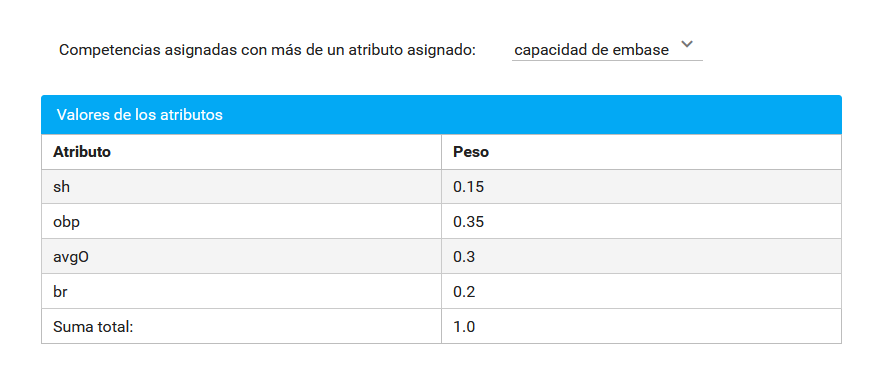 Competencias asignadas con más de un atributo asignado: capacidad de embase
Valores de los atributos
Atributo Peso
sh 0.15
obp 0.35
avgO 0.3
br 0.2
Suma total: 1.0